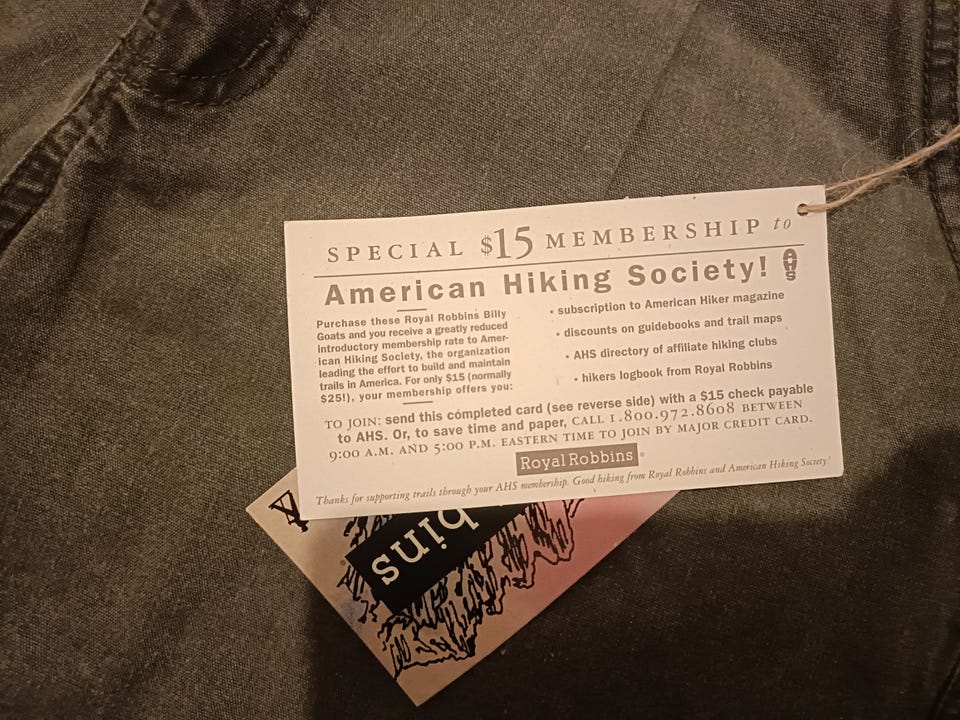 SPECIAL $15 MEMBERSHIP to
American Hiking Society!
AHS
Purchase these Royal Robbins Billy
Goats and you receive a greatly reduced
introductory membership rate to Amer-
ican Hiking Society, the organization
leading the effort to build and maintain
trails in America. For only $15 (normally
$25!), your membership offers you:
• subscription to American Hiker magazine
• discounts on guidebooks and trail maps
• AHS directory of affiliate hiking clubs
• hikers logbook from Royal Robbins
TO JOIN: send this completed card (see reverse side) with a $15 check payable
to AHS. Or, to save time and paper, CALL 1.800.972.8608 BETWEEN
9:00 A.M. AND 5:00 P.M. EASTERN TIME TO JOIN BY MAJOR CREDIT CARD.
Royal Robbins®
Thanks for supporting trails through your AHS membership. Good hiking from Royal Robbins and American Hiking Society!
bins